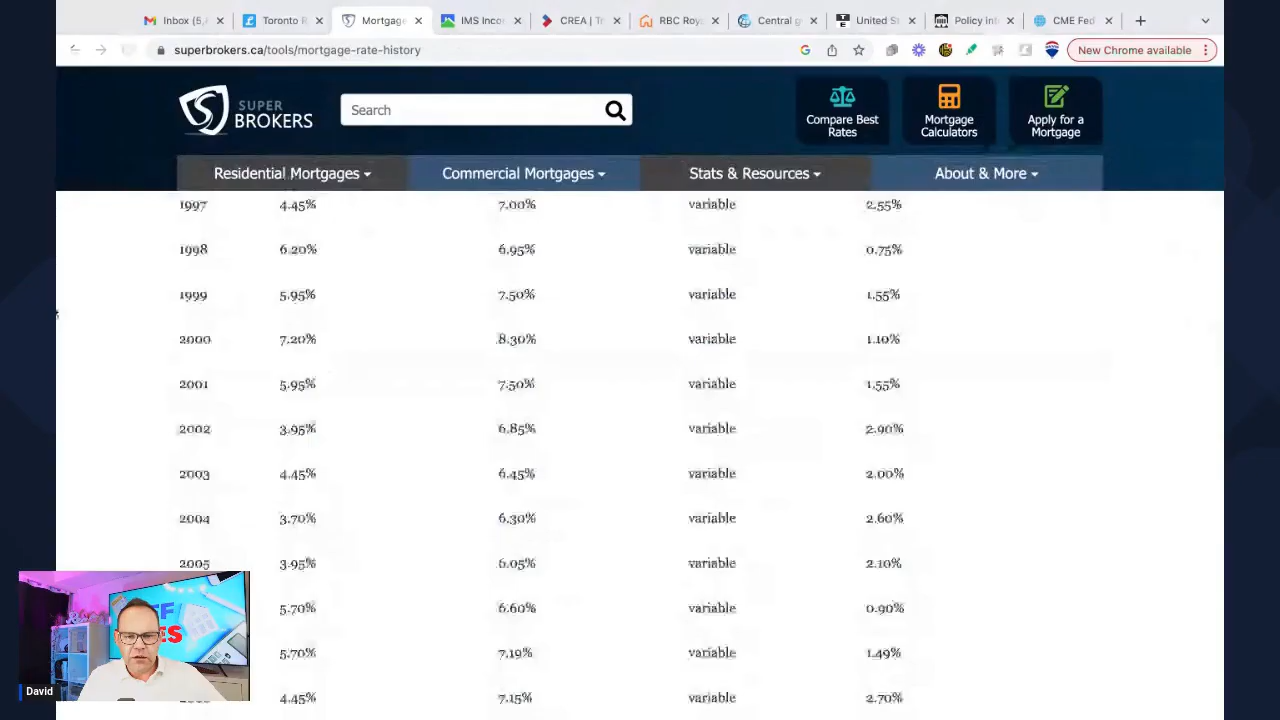 Inbox (5,
Toronto R
Mortgage
IMS Inco
CREA | T
RBC Roy
Central g
United S
Policy int
CME Fed
superbrokers.ca/tools/mortgage-rate-history
New Chrome available
SUPER
BROKERS
Search
Compare Best
Rates
Mortgage
Calculators
Apply for a
Mortgage
Residential Mortgages
Commercial Mortgages
Stats & Resources
About & More
1997 4.45% 7.00% variable 2.55%
1998 6.20% 6.95% variable 0.75%
1999 5.95% 7.50% variable 1.55%
2000 7.20% 8.30% variable 1.10%
2001 5.95% 7.50% variable 1.55%
2002 3.95% 6.85% variable 2.90%
2003 4.45% 6.45% variable 2.00%
2004 3.70% 6.30% variable 2.60%
2005 3.95% 6.05% variable 2.10%
5.70% 6.60% variable 0.90%
5.70% 7.19% variable 1.49%
4.45% 7.15% variable 2.70%
David